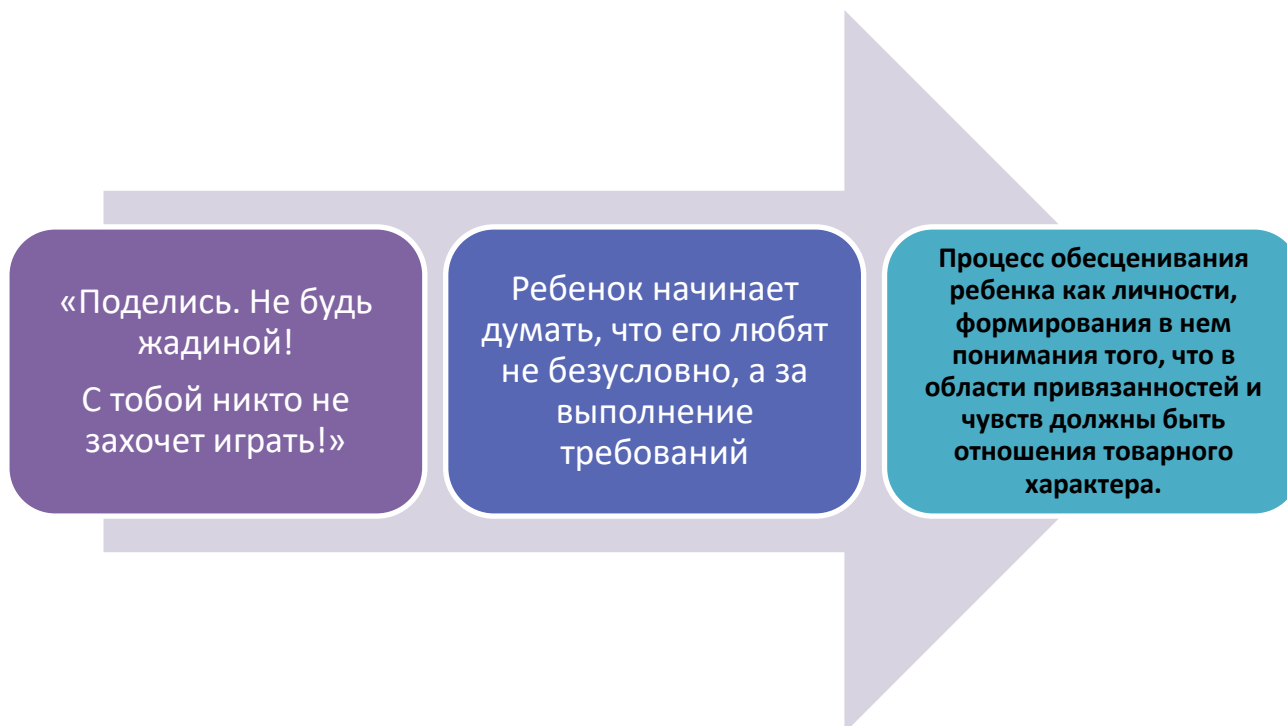 «Поделись. Не будь
жадиной!
С тобой никто не
захочет играть!»
Ребенок начинает
думать, что его любят
не безусловно, а за
выполнение
требований
Процесс обесценивания
ребенка как личности,
формирования в нем
понимания того, что в
области привязанностей и
чувств должны быть
отношения товарного
характера.